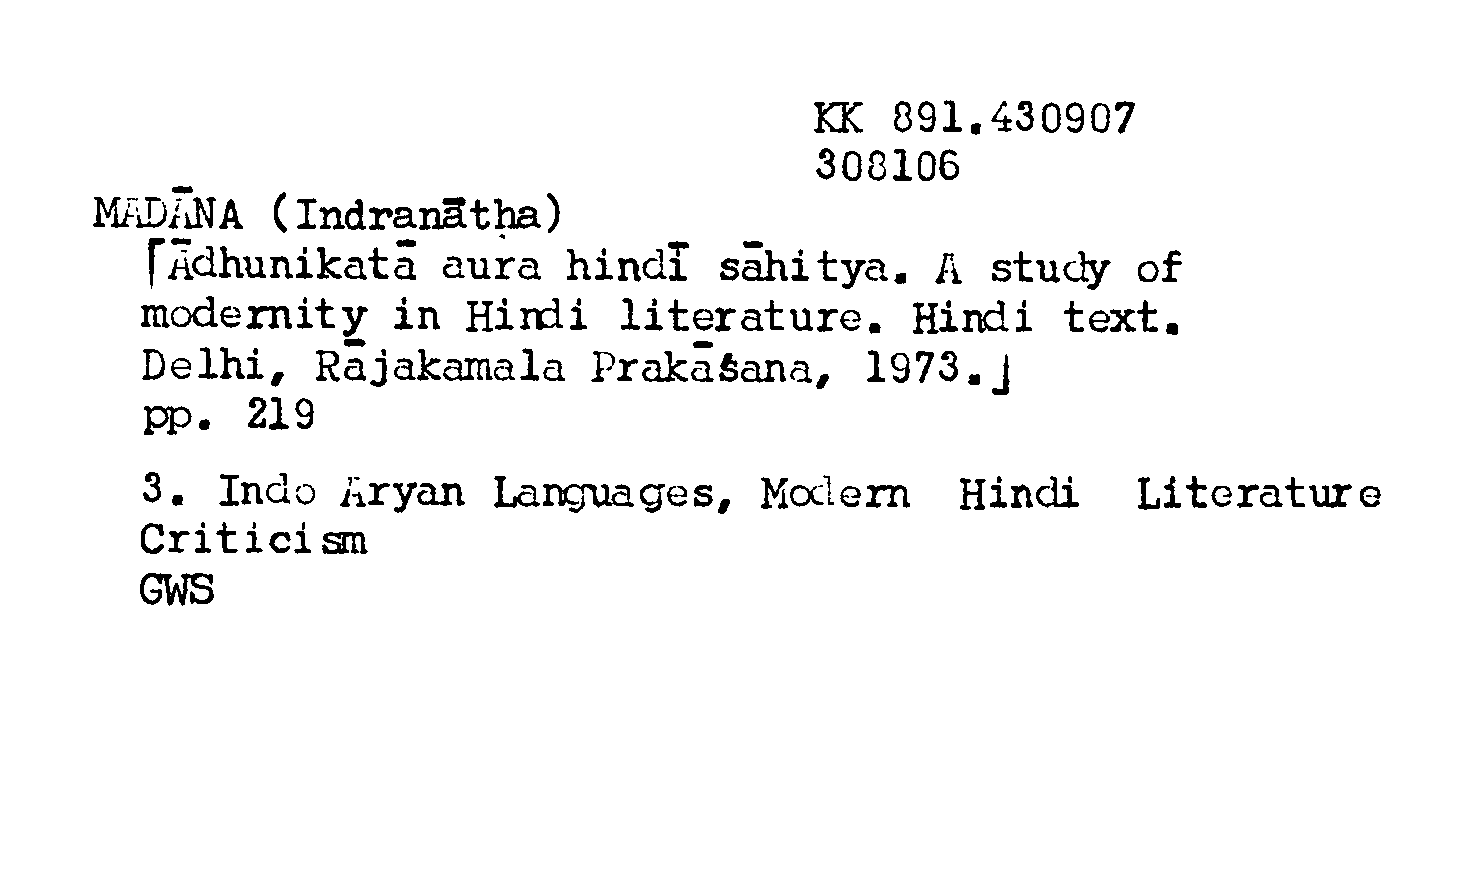 KK 891.430907
308106
MADĀNA (Indranātha)
⌈Ādhunikatā aura hindī sāhitya. A study of
modernity in Hindi literature. Hindi text.
Delhi, Rājakamala Prakāśana, 1973.⌋
pp. 219
3. Indo Aryan Languages, Modern Hindi Literature
Criticism
GWS